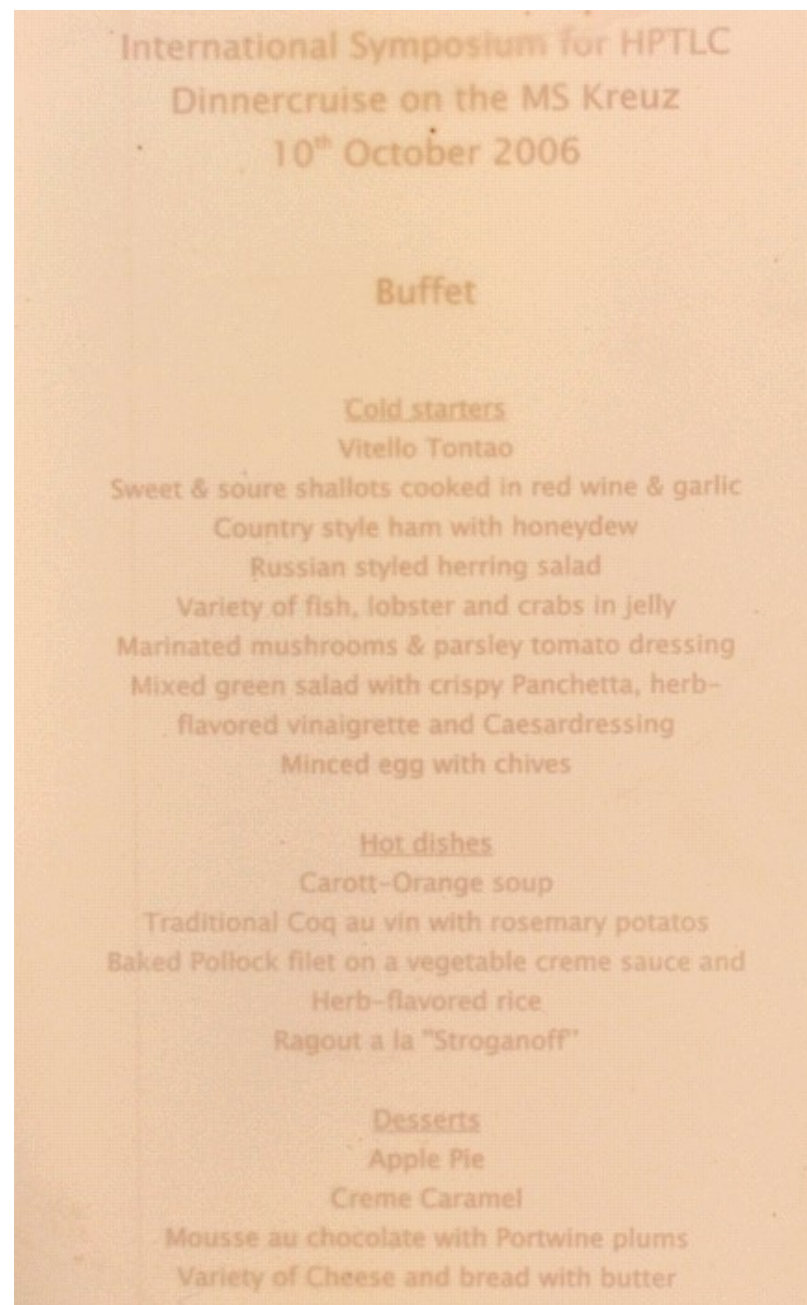 International Symposium for HPTLC
Dinnercruise on the MS Kreuz
10th October 2006
Buffet
Cold starters
Vitello Tontao
Sweet & soure shallots cooked in red wine & garlic
Country style ham with honeydew
Russian styled herring salad
Variety of fish, lobster and crabs in jelly
Marinated mushrooms & parsley tomato dressing
Mixed green salad with crispy Panchetta, herb-
flavored vinaigrette and Caesardressing
Minced egg with chives
Hot dishes
Carott-Orange soup
Traditional Coq au vin with rosemary potatos
Baked Pollock filet on a vegetable creme sauce and
Herb-flavored rice
Ragout a la "Stroganoff"
Desserts
Apple Pie
Creme Caramel
Mousse au chocolate with Portwine plums
Variety of Cheese and bread with butter